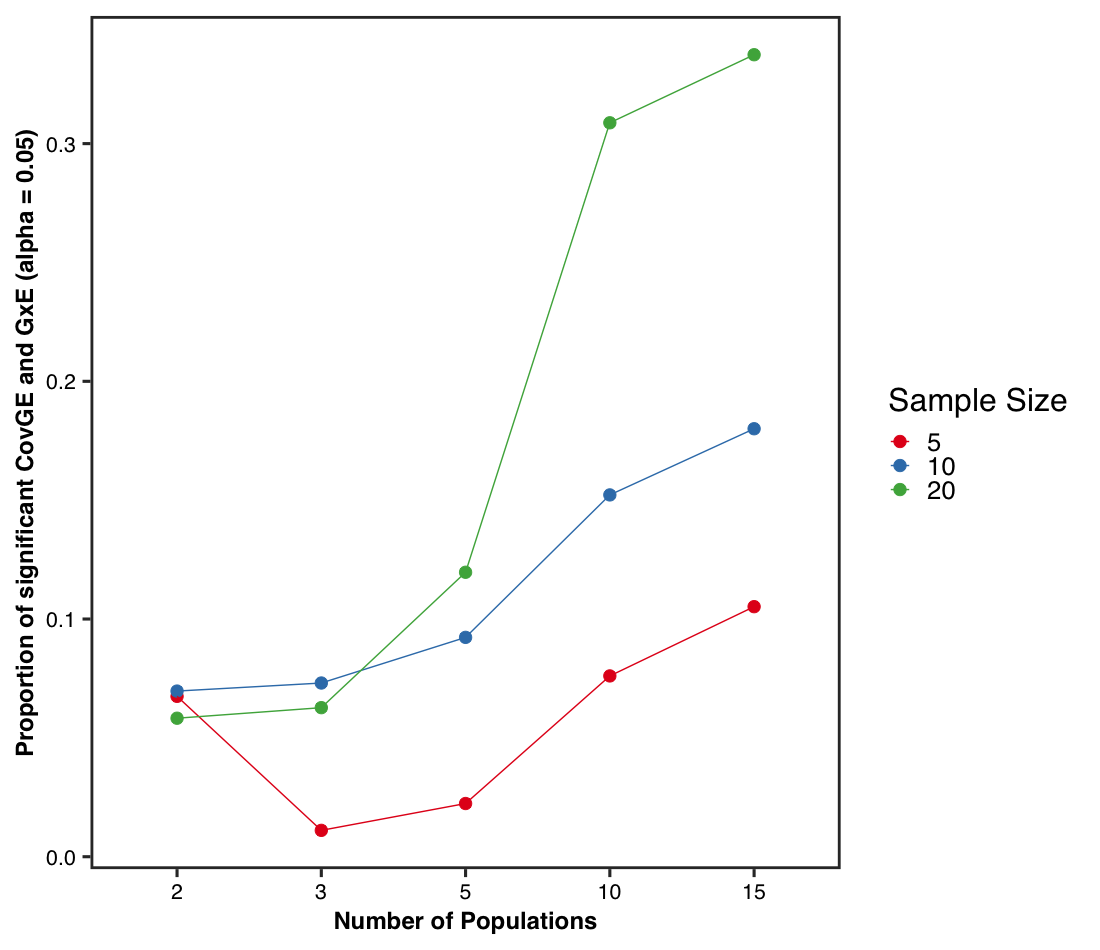 Proportion of significant CovGE and GxE (alpha = 0.05)
0.3
0.2
0.1
0.0
2 3 5 10 15
Number of Populations
Sample Size
5
10
20